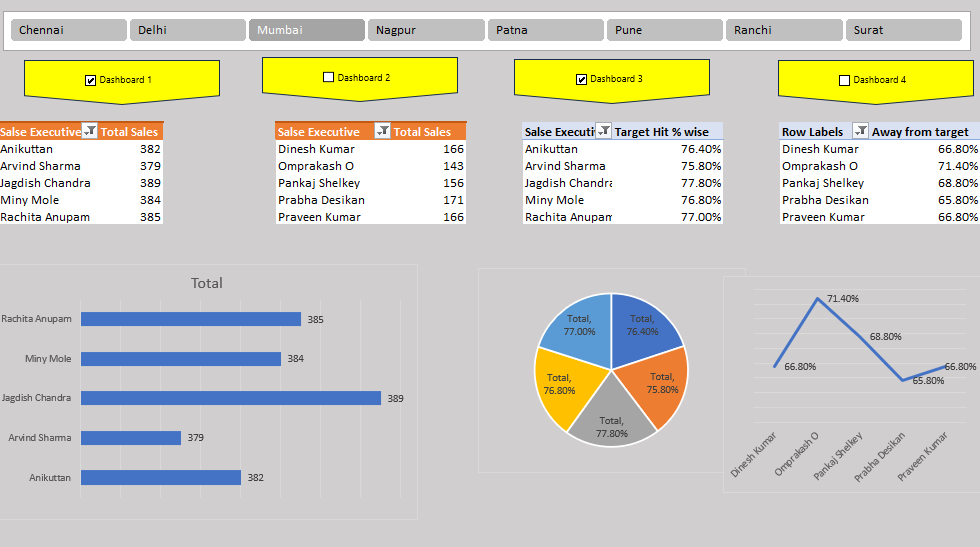 Chennai Delhi Mumbai Nagpur Patna Pune Ranchi Surat
Dashboard 1 Dashboard 2 Dashboard 3 Dashboard 4
Salse Executive Total Sales
Anikuttan 382
Arvind Sharma 379
Jagdish Chandra 389
Miny Mole 384
Rachita Anupam 385
Salse Executive Total Sales
Dinesh Kumar 166
Omprakash O 143
Pankaj Shelkey 156
Prabha Desikan 171
Praveen Kumar 166
Salse Executi Target Hit % wise
Anikuttan 76.40%
Arvind Sharma 75.80%
Jagdish Chandra 77.80%
Miny Mole 76.80%
Rachita Anupam 77.00%
Row Labels Away from target
Dinesh Kumar 66.80%
Omprakash O 71.40%
Pankaj Shelkey 68.80%
Prabha Desikan 65.80%
Praveen Kumar 66.80%
Total
Rachita Anupam 385
Miny Mole 384
Jagdish Chandra 389
Arvind Sharma 379
Anikuttan 382
Total,
77.00%
Total,
76.40%
Total,
76.80%
Total,
75.80%
Total,
77.80%
71.40%
68.80%
66.80%
65.80%
66.80%
Dinesh Kumar
Omprakash O
Pankaj Shelkey
Prabha Desikan
Praveen Kumar